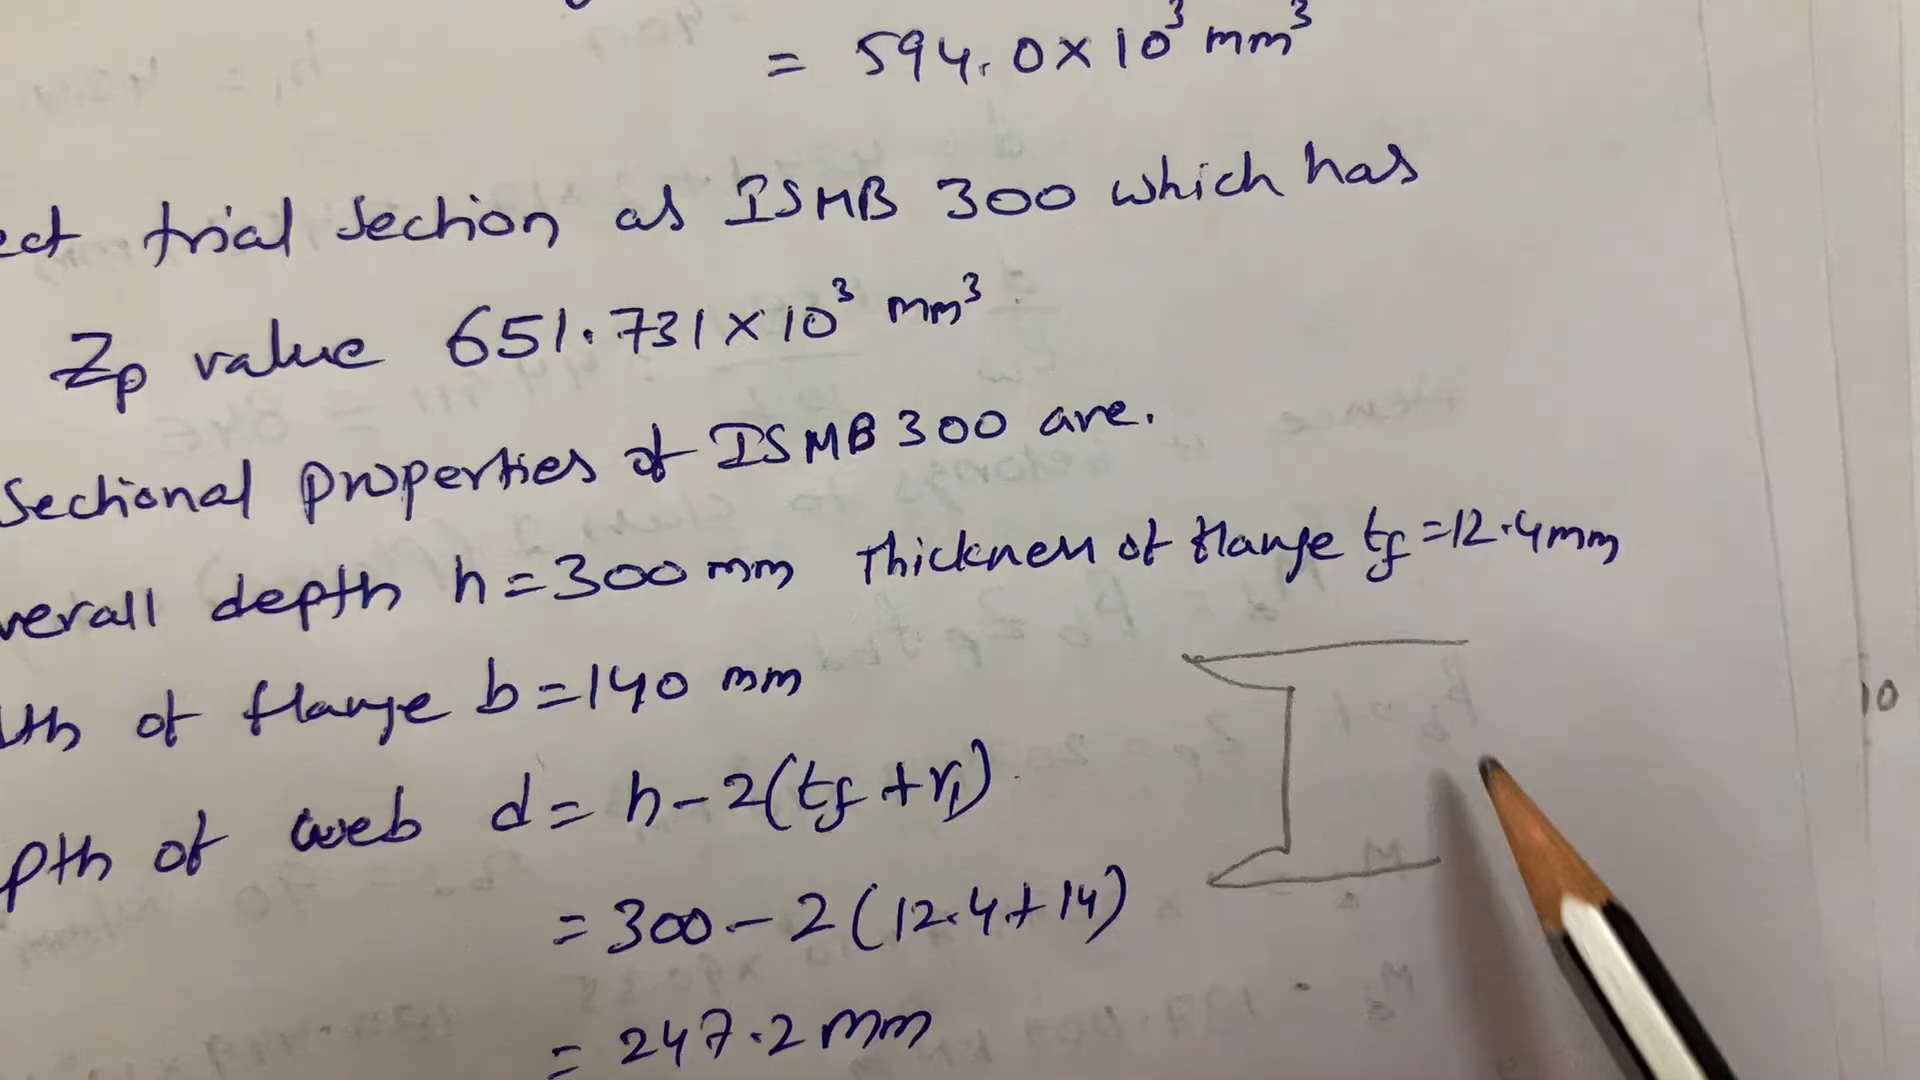 = 594.0×10³ mm³
ect trial section as ISMB 300 which has
Zp value 651.731×10³ mm³
Sectional properties of ISMB 300 are.
verall depth h=300 mm Thickness of flange tf =12.4mm
dth of flange b=140 mm
pth of web d= h-2(tf+r1)
=300-2(12.4+14)
= 247.2mm
10